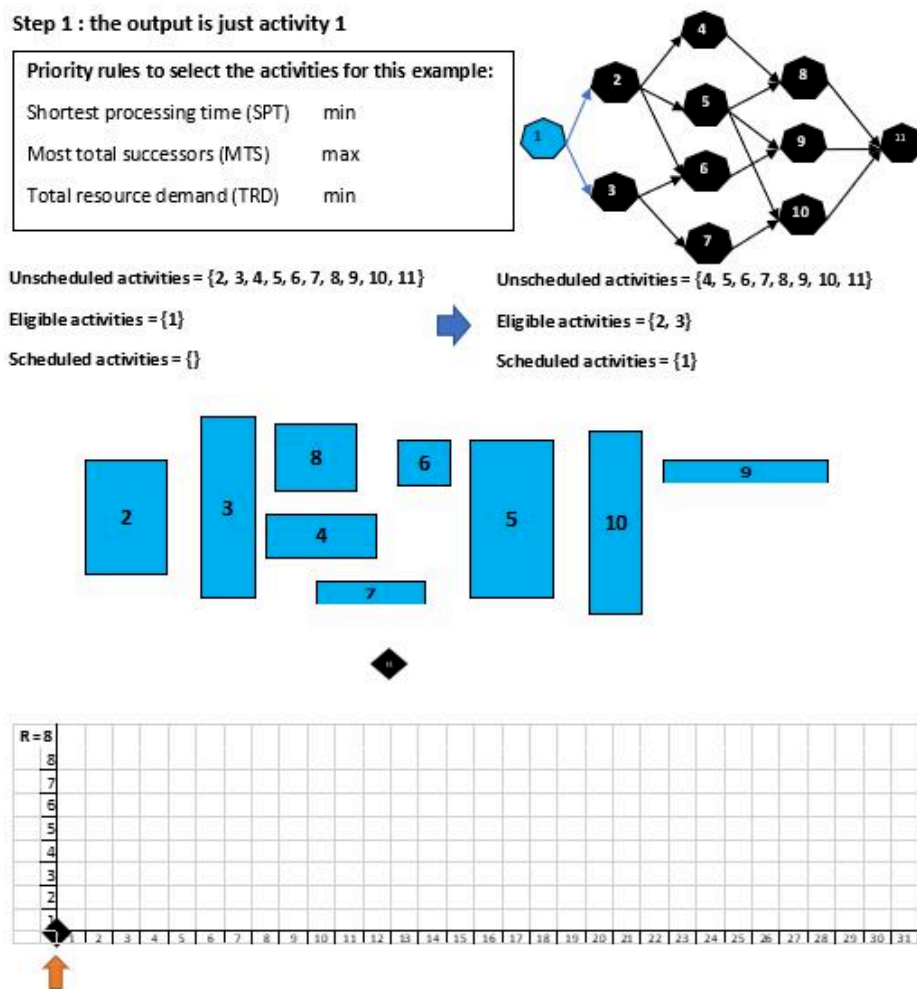 Step 1 : the output is just activity 1
Priority rules to select the activities for this example:
Shortest processing time (SPT) min
Most total successors (MTS) max
Total resource demand (TRD) min
4
2
8
5
1
9
11
6
3
10
7
Unscheduled activities = {2, 3, 4, 5, 6, 7, 8, 9, 10, 11}
Eligible activities = {1}
Scheduled activities = {}
Unscheduled activities = {4, 5, 6, 7, 8, 9, 10, 11}
Eligible activities = {2, 3}
Scheduled activities = {1}
2
3
8
6
5
10
9
4
7
11
R = 8
8
7
6
5
4
3
2
1
1 2 3 4 5 6 7 8 9 10 11 12 13 14 15 16 17 18 19 20 21 22 23 24 25 26 27 28 29 30 31